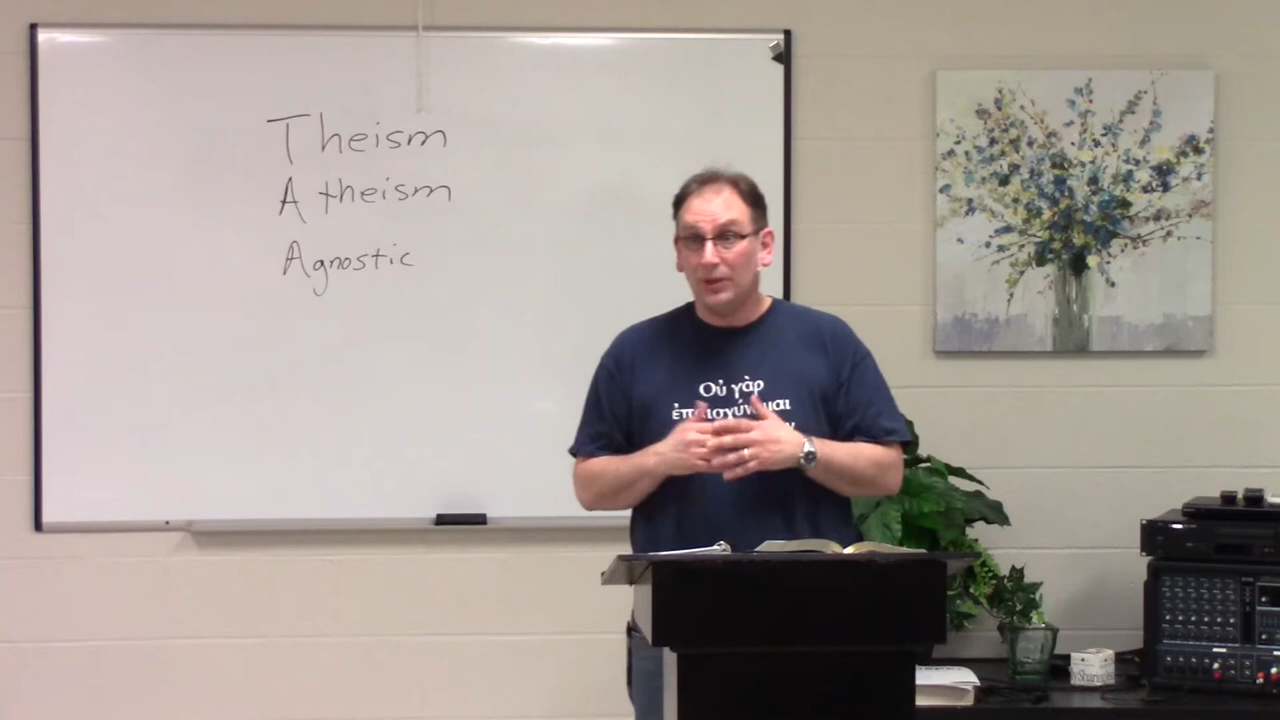 Theism
Atheism
Agnostic
Οὐ γὰρ